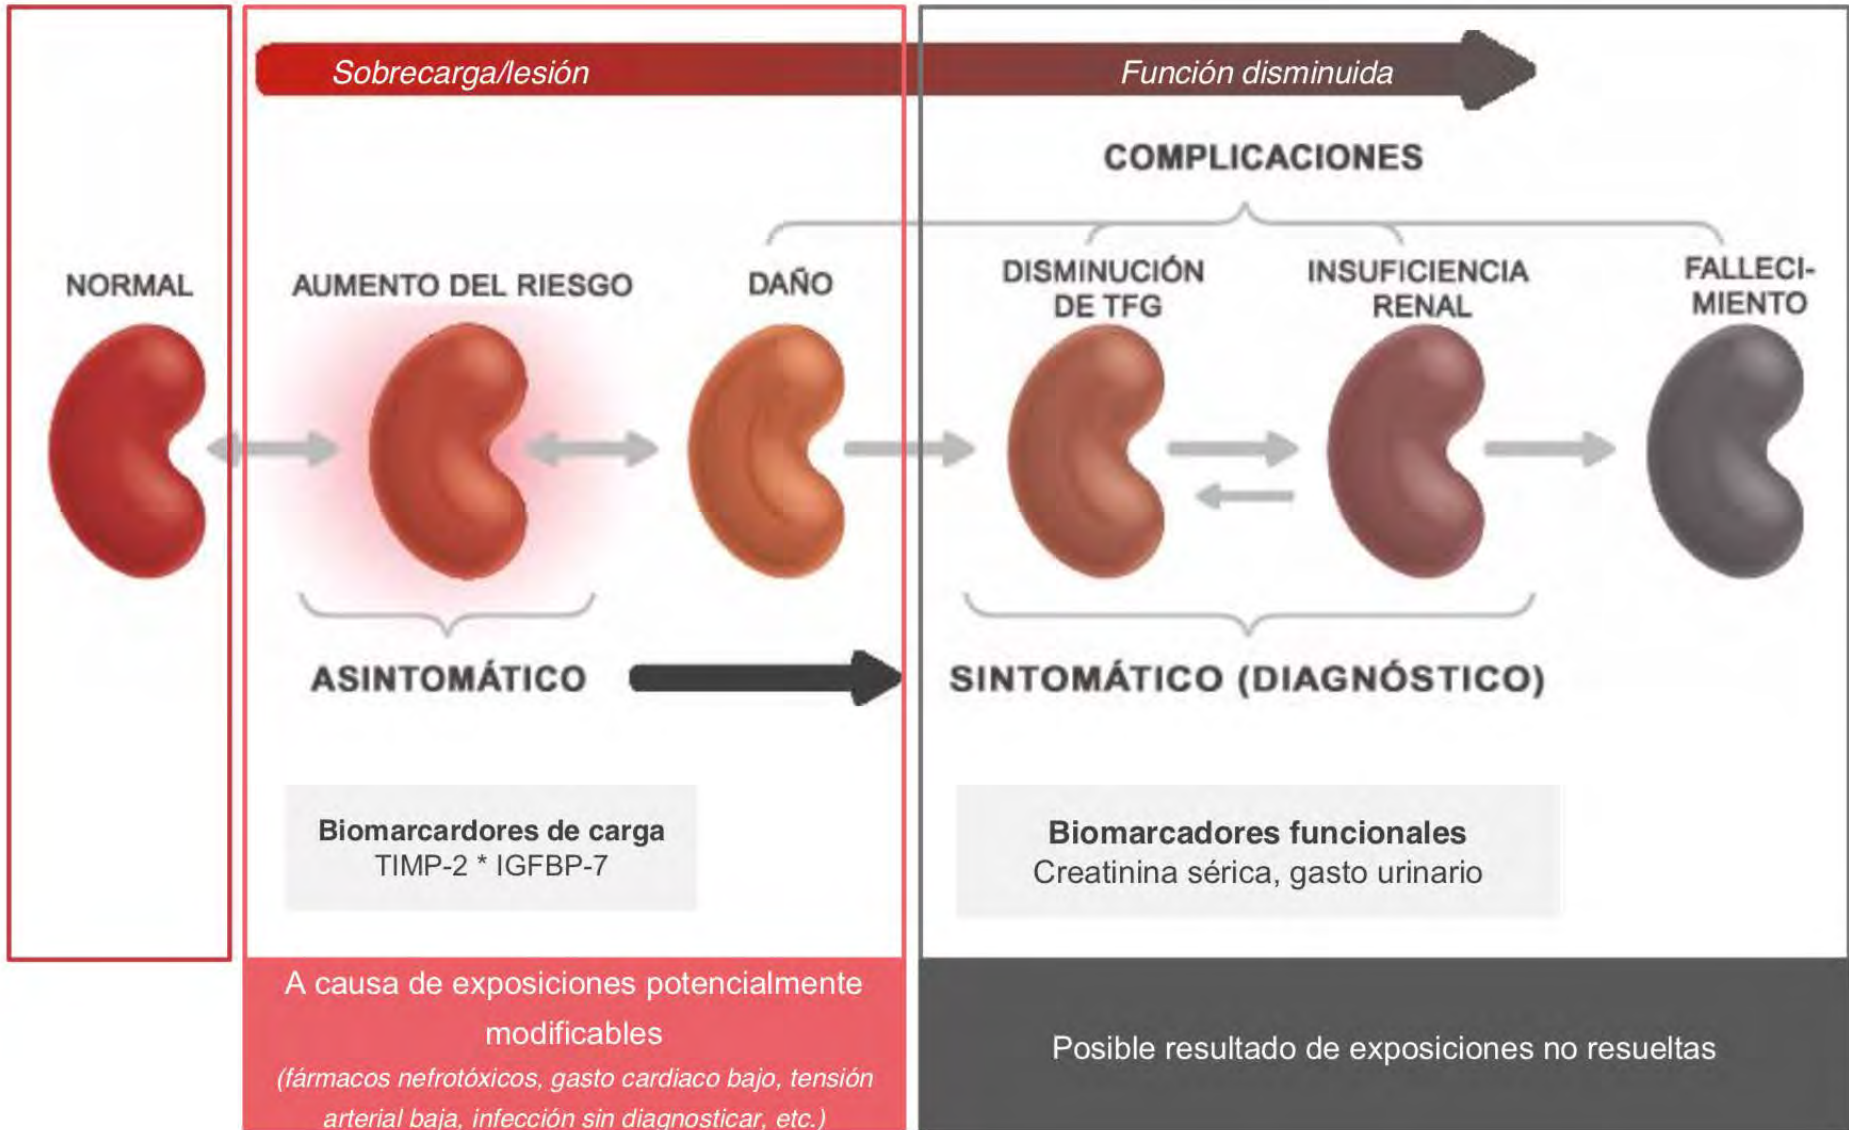 Sobrecarga/lesión
Función disminuida
COMPLICACIONES
NORMAL
AUMENTO DEL RIESGO
DAÑO
DISMINUCIÓN
DE TFG
INSUFICIENCIA
RENAL
FALLECI-
MIENTO
ASINTOMÁTICO
SINTOMÁTICO (DIAGNÓSTICO)
Biomarcardores de carga
TIMP-2 * IGFBP-7
Biomarcadores funcionales
Creatinina sérica, gasto urinario
A causa de exposiciones potencialmente
modificables
(fármacos nefrotóxicos, gasto cardiaco bajo, tensión
arterial baja, infección sin diagnosticar, etc.)
Posible resultado de exposiciones no resueltas